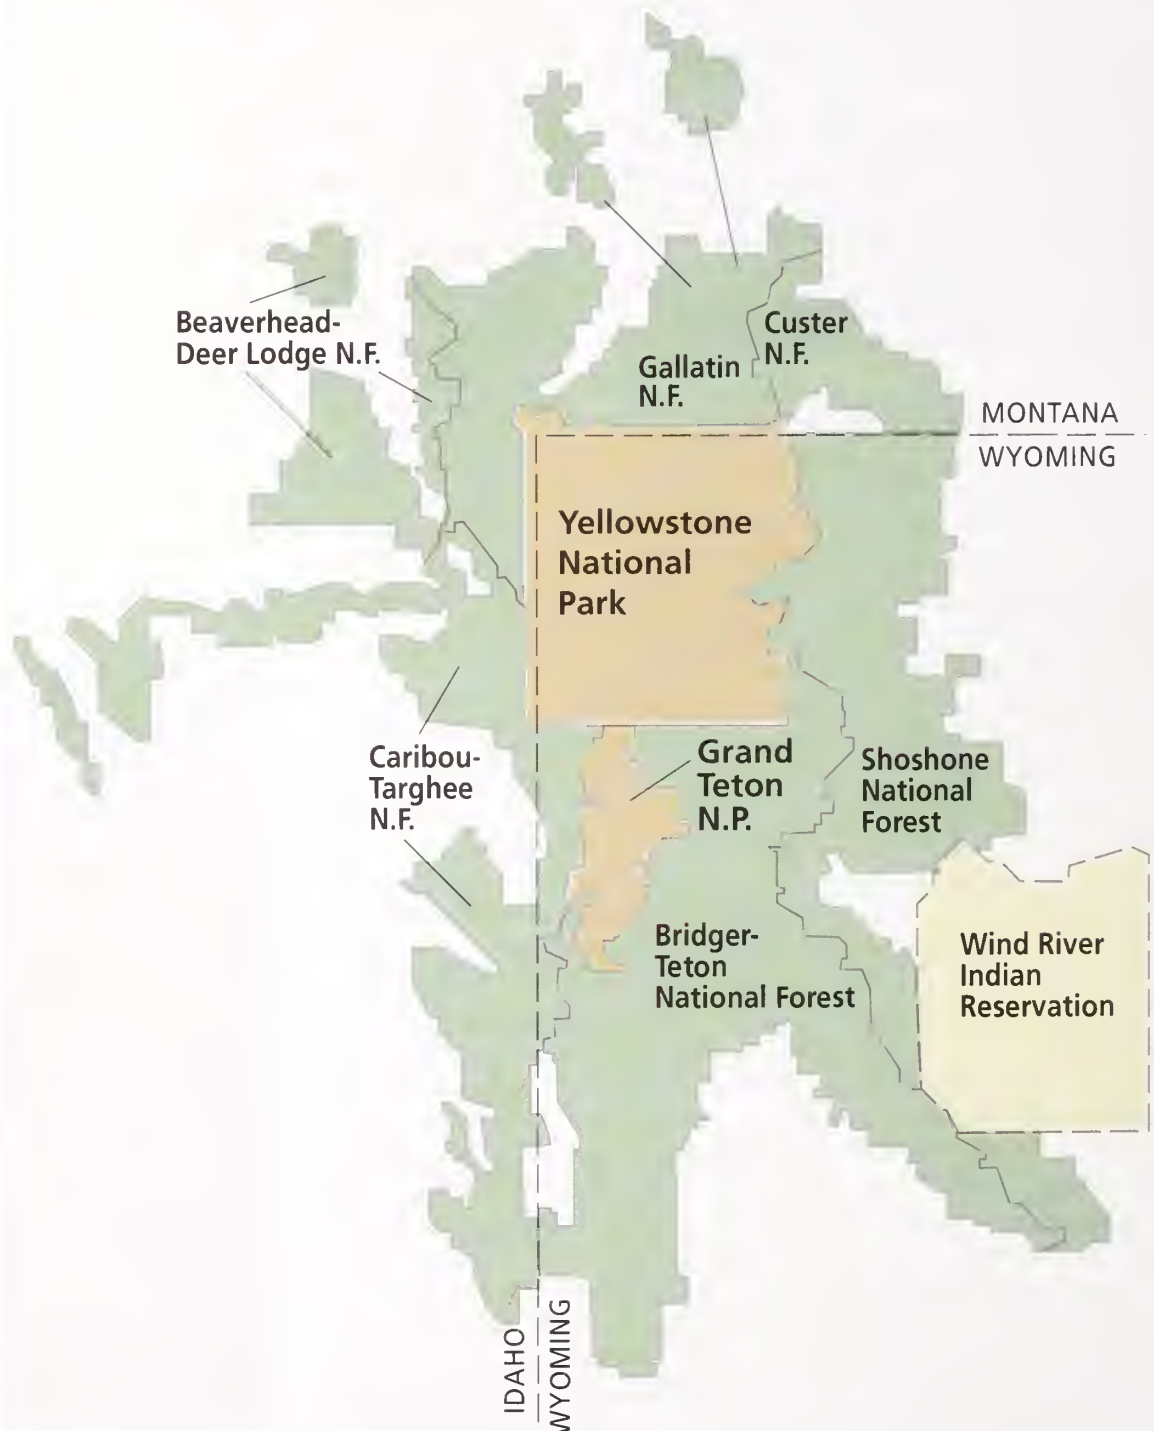 Beaverhead-
Deer Lodge N.F.
Custer
N.F.
Gallatin
N.F.
MONTANA
WYOMING
Yellowstone
National
Park
Caribou-
Targhee
N.F.
Grand
Teton
N.P.
Shoshone
National
Forest
Bridger-
Teton
National Forest
Wind River
Indian
Reservation
IDAHO
WYOMING